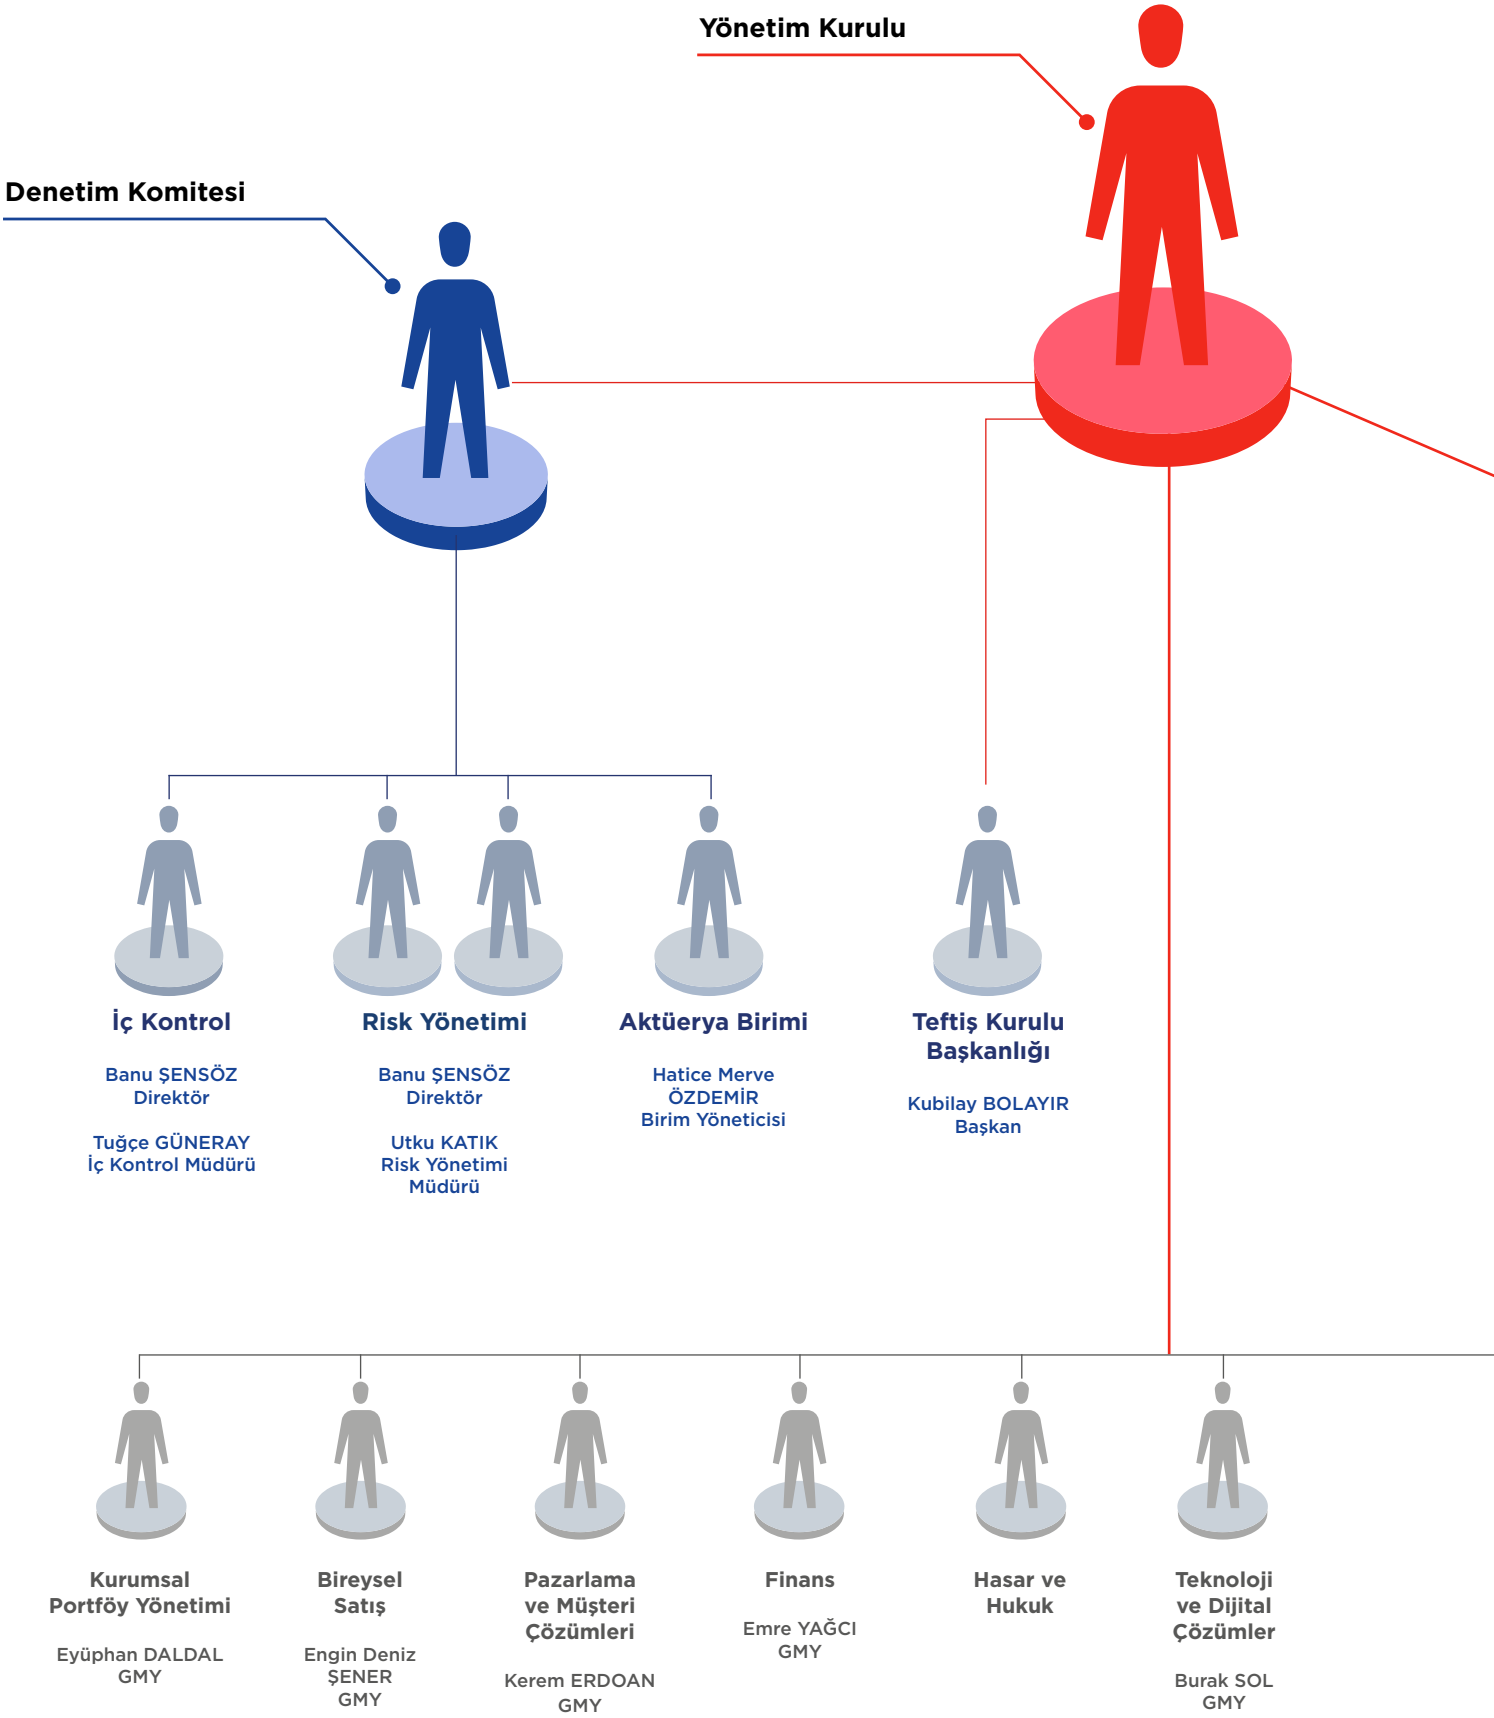 Yönetim Kurulu
Denetim Komitesi
İç Kontrol
Banu ŞENSÖZ
Direktör
Tuğçe GÜNERAY
İç Kontrol Müdürü
Risk Yönetimi
Banu ŞENSÖZ
Direktör
Utku KATIK
Risk Yönetimi
Müdürü
Aktüerya Birimi
Hatice Merve
ÖZDEMİR
Birim Yöneticisi
Teftiş Kurulu
Başkanlığı
Kubilay BOLAYIR
Başkan
Kurumsal
Portföy Yönetimi
Eyüphan DALDAL
GMY
Bireysel
Satış
Engin Deniz
ŞENER
GMY
Pazarlama
ve Müşteri
Çözümleri
Kerem ERDOAN
GMY
Finans
Emre YAĞCI
GMY
Hasar ve
Hukuk
Teknoloji
ve Dijital
Çözümler
Burak SOL
GMY